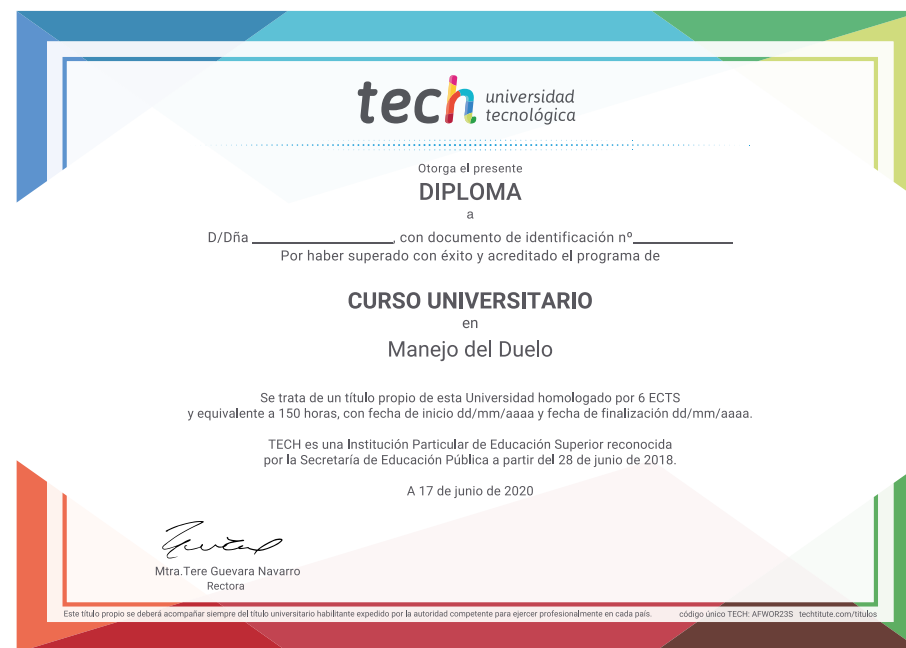 tech universidad
tecnológica
Otorga el presente
DIPLOMA
a
D/Dña ____________________, con documento de identificación nº______________
Por haber superado con éxito y acreditado el programa de
CURSO UNIVERSITARIO
en
Manejo del Duelo
Se trata de un título propio de esta Universidad homologado por 6 ECTS
y equivalente a 150 horas, con fecha de inicio dd/mm/aaaa y fecha de finalización dd/mm/aaaa.
TECH es una Institución Particular de Educación Superior reconocida
por la Secretaría de Educación Pública a partir del 28 de junio de 2018.
A 17 de junio de 2020
Mtra.Tere Guevara Navarro
Rectora
Este título propio se deberá acompañar siempre del título universitario habilitante expedido por la autoridad competente para ejercer profesionalmente en cada país. código único TECH: AFWOR23S techtitute.com/títulos